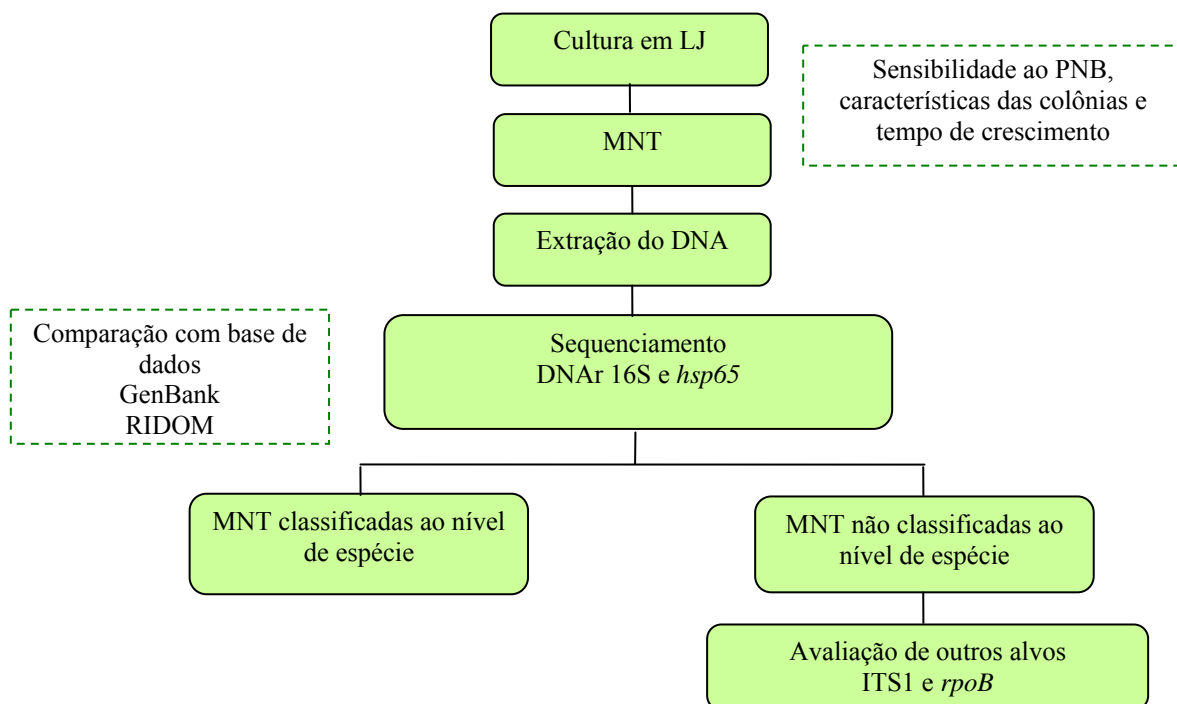 Cultura em LJ
Sensibilidade ao PNB,
características das colônias e
tempo de crescimento
MNT
Extração do DNA
Comparação com base de
dados
GenBank
RIDOM
Sequenciamento
DNAr 16S e hsp65
MNT classificadas ao nível
de espécie
MNT não classificadas ao
nível de espécie
Avaliação de outros alvos
ITS1 e rpoB